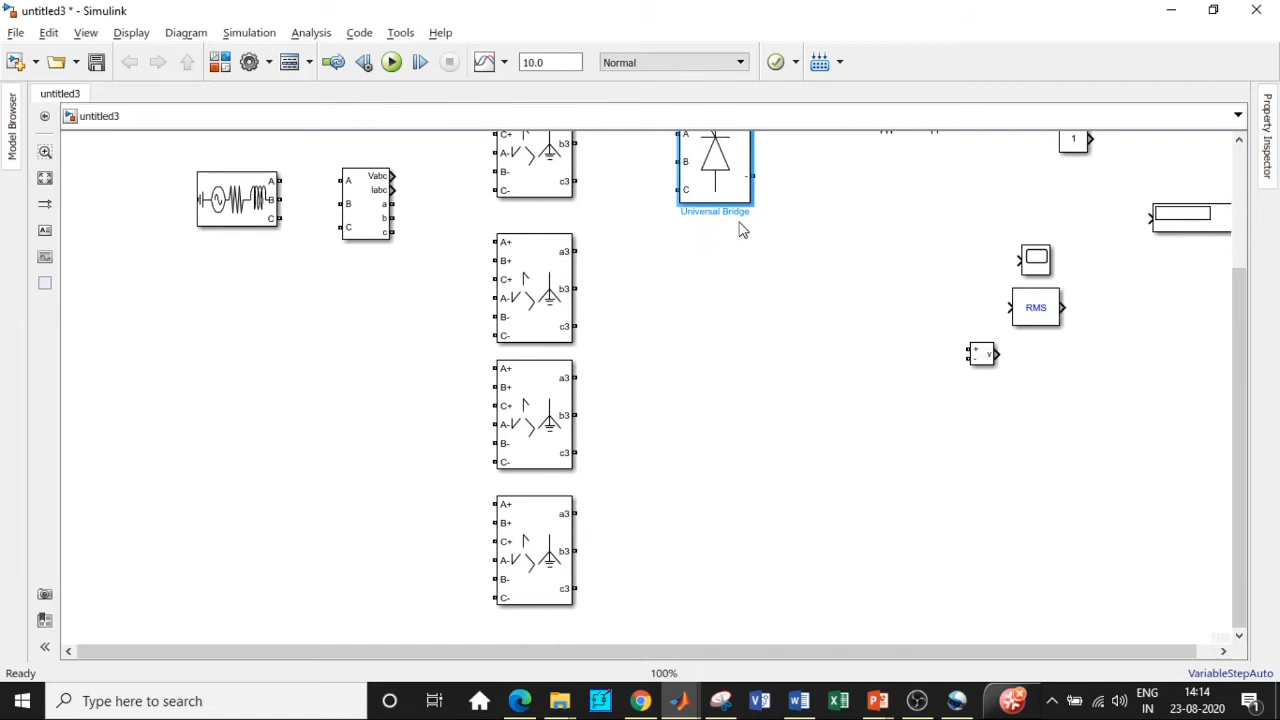 untitled3 * - Simulink
File Edit View Display Diagram Simulation Analysis Code Tools Help
10.0 Normal
Model Browser
untitled3
untitled3
Property Inspector
C+ b3
A-
B- c3
C-
A
B -
C
Universal Bridge
1
A
B
C
A Vabc
Iabc
B a
b
C c
A+ a3
B+
C+ b3
A-
B- c3
C-
RMS
+ v
-
A+ a3
B+
C+ b3
A-
B- c3
C-
A+ a3
B+
C+ b3
A-
B- c3
C-
Ready 100% VariableStepAuto
Type here to search
ENG 14:14
IN 23-08-2020
1